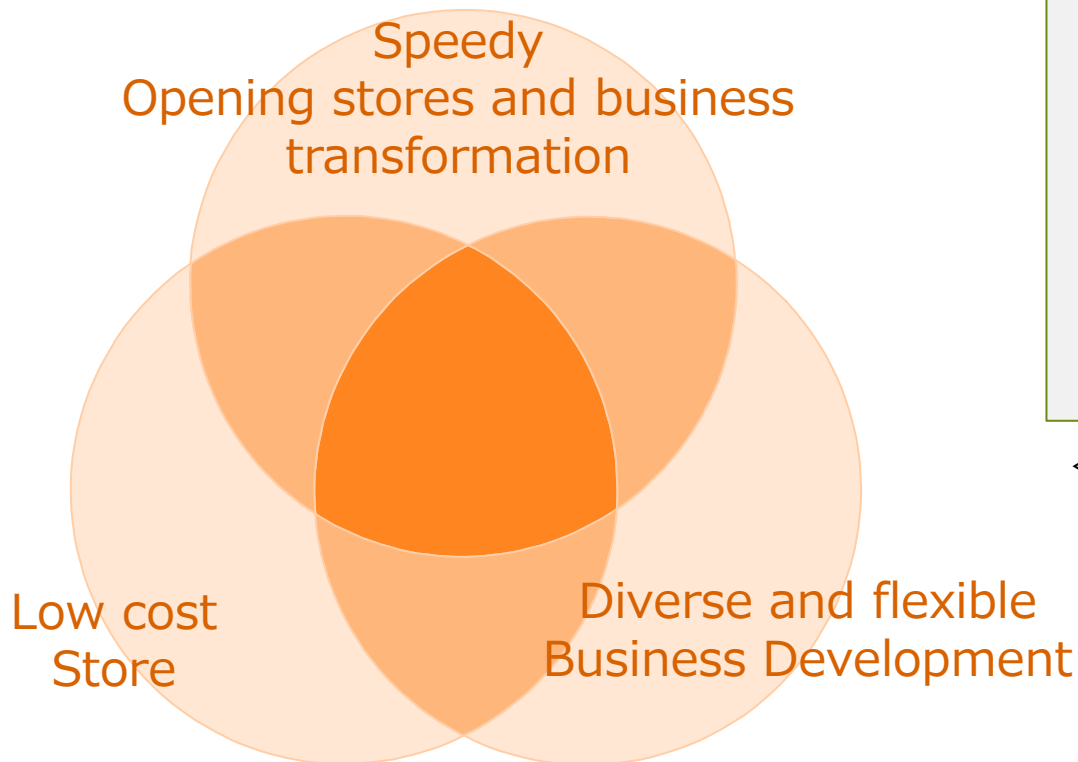 Speedy
Opening stores and business
transformation
Low cost
Store
Diverse and flexible
Business Development